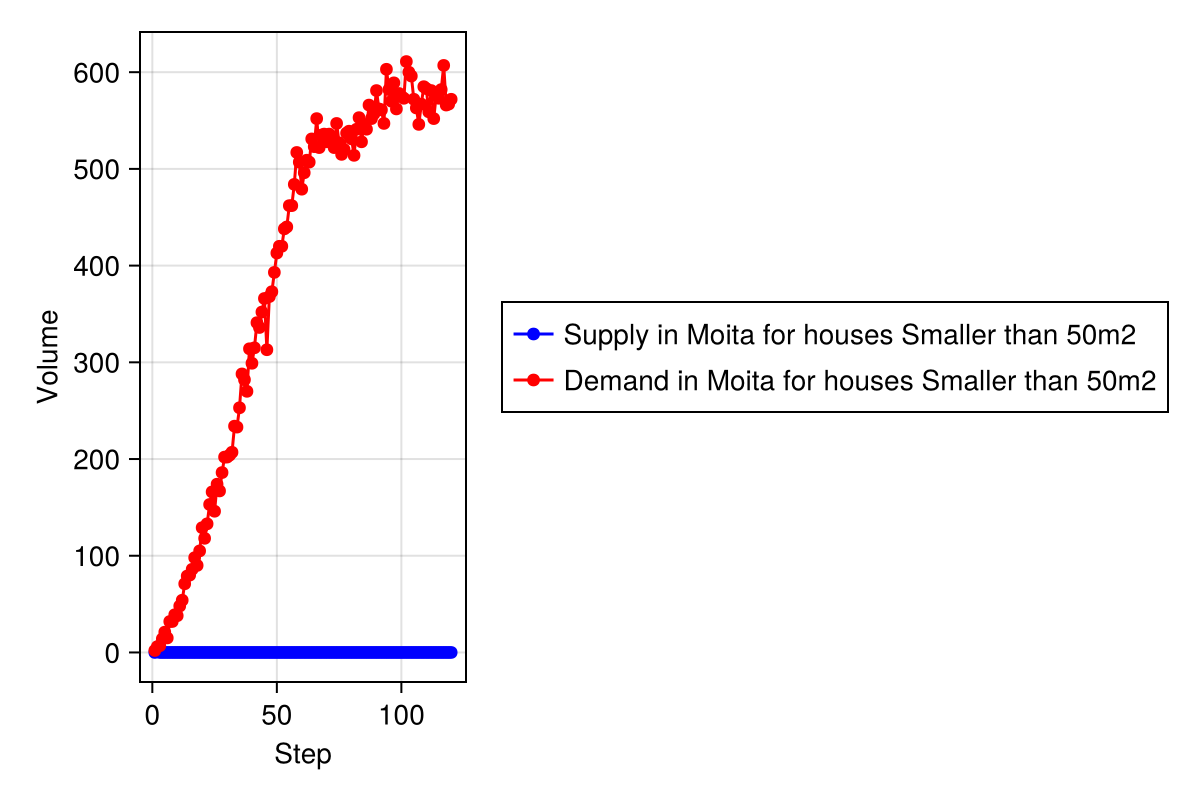 600
500
400
300
200
100
0
Volume
0 50 100
Step
Supply in Moita for houses Smaller than 50m2
Demand in Moita for houses Smaller than 50m2